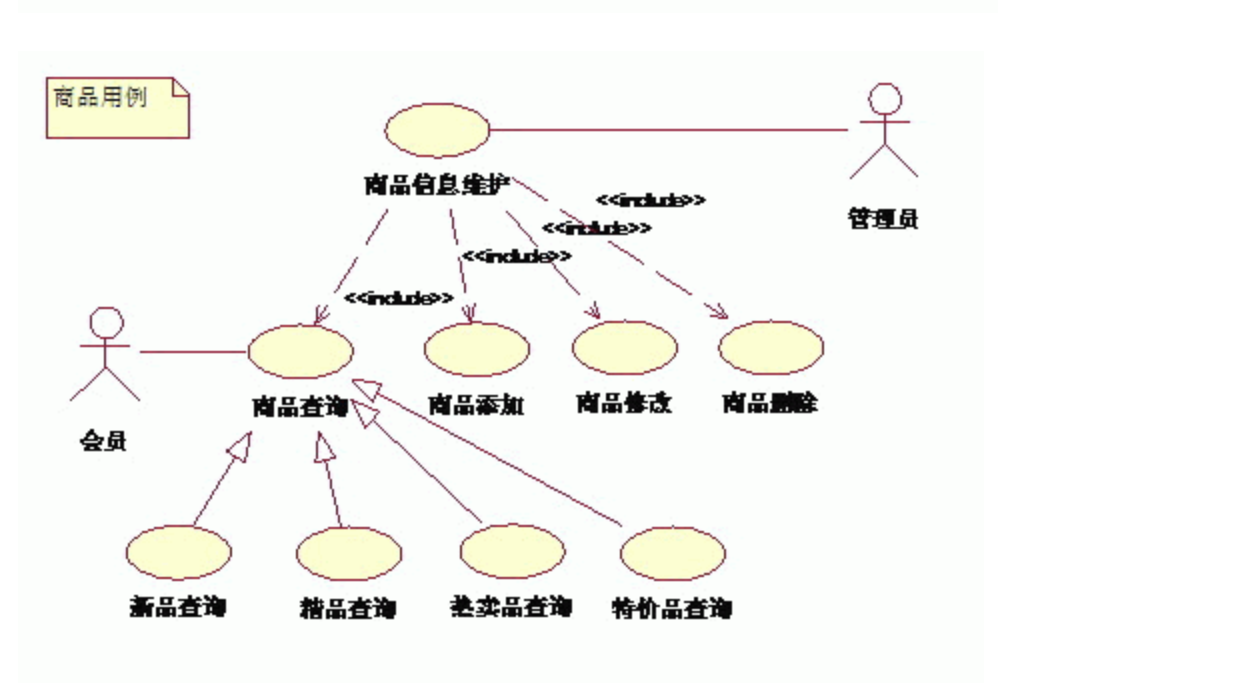 商品用例
商品信息维护
<<include>>
<<include>>
管理员
<<include>>
<<include>>
商品查询
商品添加
商品修改
商品删除
会员
新品查询
精品查询
热卖品查询
特价品查询